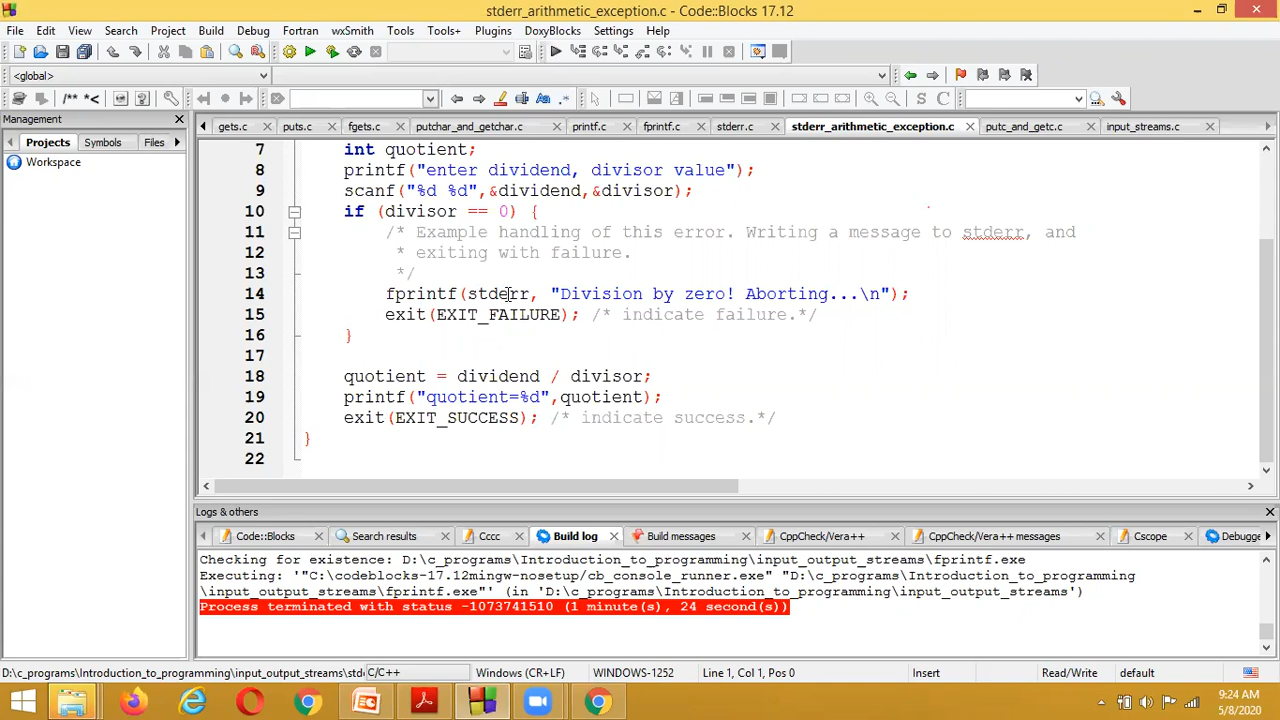 stderr_arithmetic_exception.c - Code::Blocks 17.12
File Edit View Search Project Build Debug Fortran wxSmith Tools Tools+ Plugins DoxyBlocks Settings Help
<global>
/** *<
S C
Management
Projects Symbols Files
Workspace
gets.c puts.c fgets.c putchar_and_getchar.c printf.c fprintf.c stderr.c stderr_arithmetic_exception.c putc_and_getc.c input_streams.c
7 int quotient;
8 printf("enter dividend, divisor value");
9 scanf("%d %d",&dividend,&divisor);
10 if (divisor == 0) {
11 /* Example handling of this error. Writing a message to stderr, and
12 * exiting with failure.
13 */
14 fprintf(stderr, "Division by zero! Aborting...\n");
15 exit(EXIT_FAILURE); /* indicate failure.*/
16 }
17
18 quotient = dividend / divisor;
19 printf("quotient=%d",quotient);
20 exit(EXIT_SUCCESS); /* indicate success.*/
21 }
22
Logs & others
Code::Blocks Search results Cccc Build log Build messages CppCheck/Vera++ CppCheck/Vera++ messages Cscope Debugge
Checking for existence: D:\c_programs\Introduction_to_programming\input_output_streams\fprintf.exe
Executing: '"C:\codeblocks-17.12mingw-nosetup/cb_console_runner.exe" "D:\c_programs\Introduction_to_programming
\input_output_streams\fprintf.exe"' (in 'D:\c_programs\Introduction_to_programming\input_output_streams')
Process terminated with status -1073741510 (1 minute(s), 24 second(s))
D:\c_programs\Introduction_to_programming\input_output_streams\stde C/C++ Windows (CR+LF) WINDOWS-1252 Line 1, Col 1, Pos 0 Insert Read/Write default
9:24 AM
5/8/2020